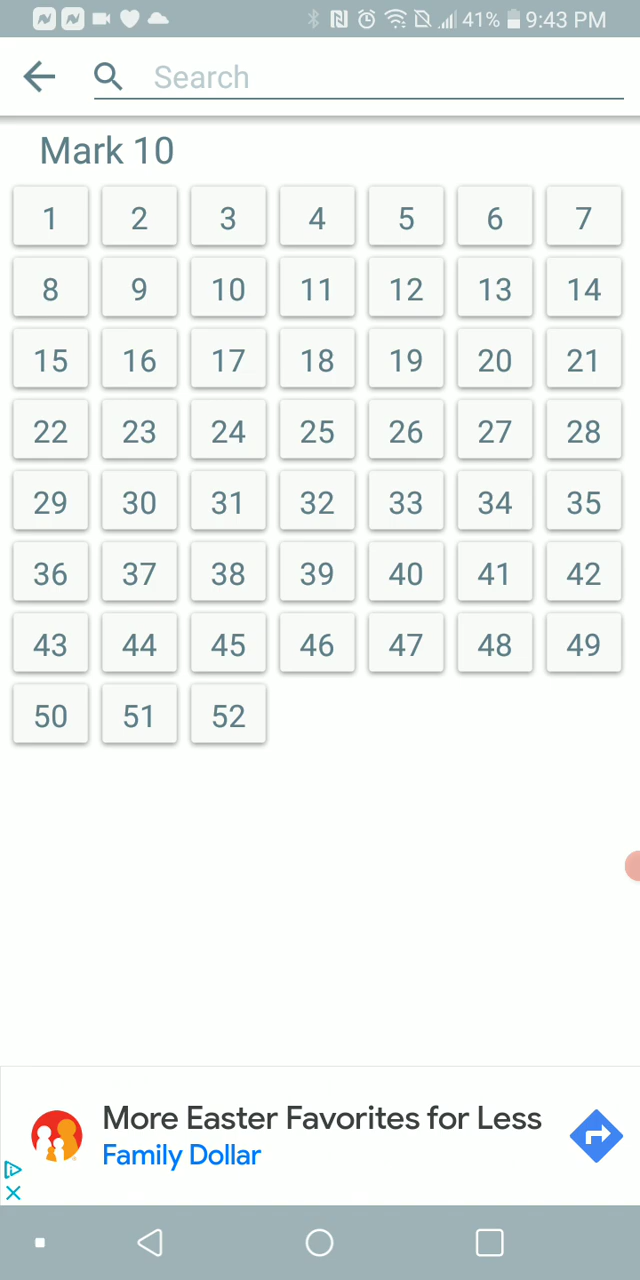 41% 9:43 PM
Search
Mark 10
1 2 3 4 5 6 7
8 9 10 11 12 13 14
15 16 17 18 19 20 21
22 23 24 25 26 27 28
29 30 31 32 33 34 35
36 37 38 39 40 41 42
43 44 45 46 47 48 49
50 51 52
More Easter Favorites for Less
Family Dollar